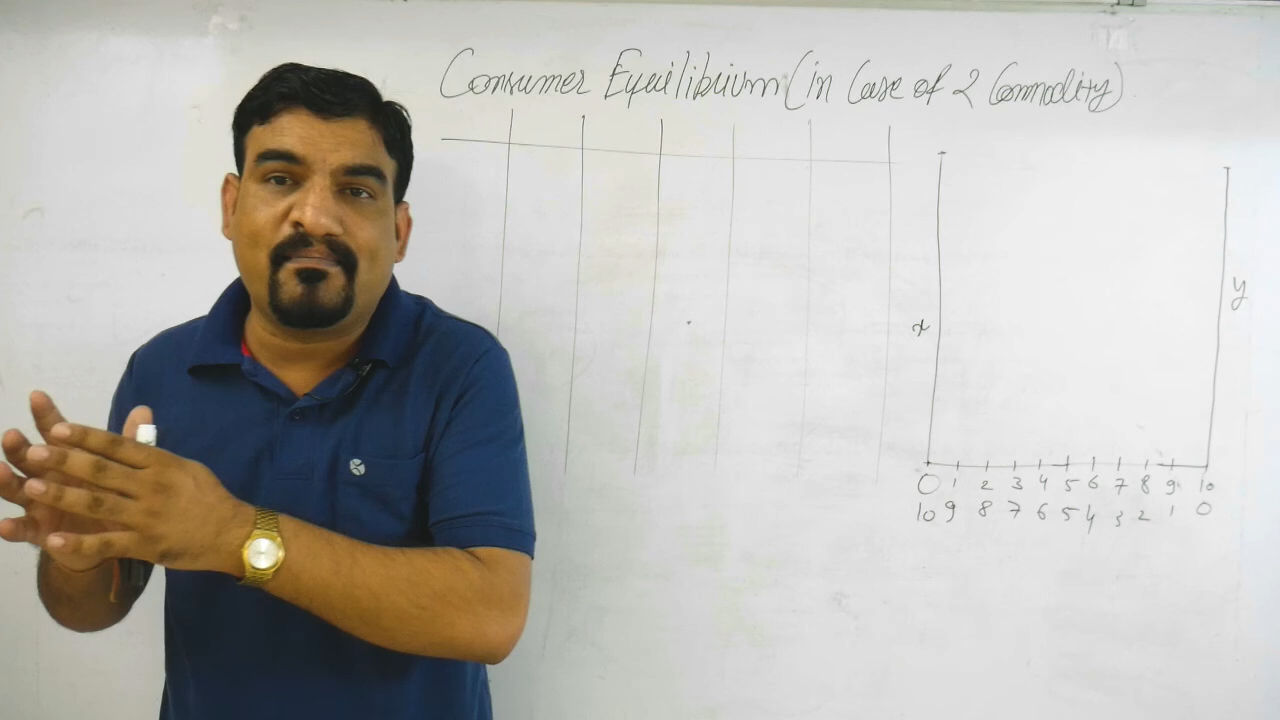 Consumer Equilibrium (in Case of 2 Commodity)
x
y
0 1 2 3 4 5 6 7 8 9 10
10 9 8 7 6 5 4 3 2 1 0